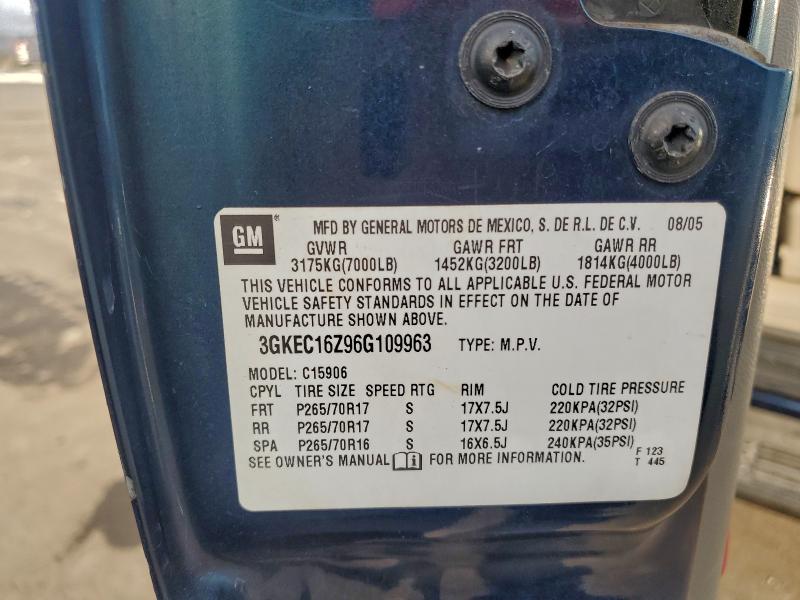 GM ® MFD BY GENERAL MOTORS DE MEXICO, S. DE R.L. DE C.V. 08/05
GVWR GAWR FRT GAWR RR
3175KG(7000LB) 1452KG(3200LB) 1814KG(4000LB)
THIS VEHICLE CONFORMS TO ALL APPLICABLE U.S. FEDERAL MOTOR
VEHICLE SAFETY STANDARDS IN EFFECT ON THE DATE OF
MANUFACTURE SHOWN ABOVE.
3GKEC16Z96G109963 TYPE: M.P.V.
MODEL: C15906
CPYL TIRE SIZE SPEED RTG RIM COLD TIRE PRESSURE
FRT P265/70R17 S 17X7.5J 220KPA(32PSI)
RR P265/70R17 S 17X7.5J 220KPA(32PSI)
SPA P265/70R16 S 16X6.5J 240KPA(35PSI)
SEE OWNER'S MANUAL i FOR MORE INFORMATION. F 123
T 445